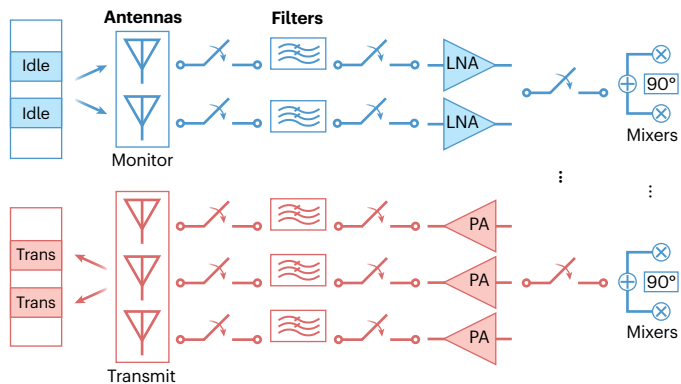 Antennas
Filters
Idle
Idle
LNA
LNA
90°
Mixers
Monitor
...
...
Trans
Trans
PA
PA
PA
90°
Mixers
Transmit